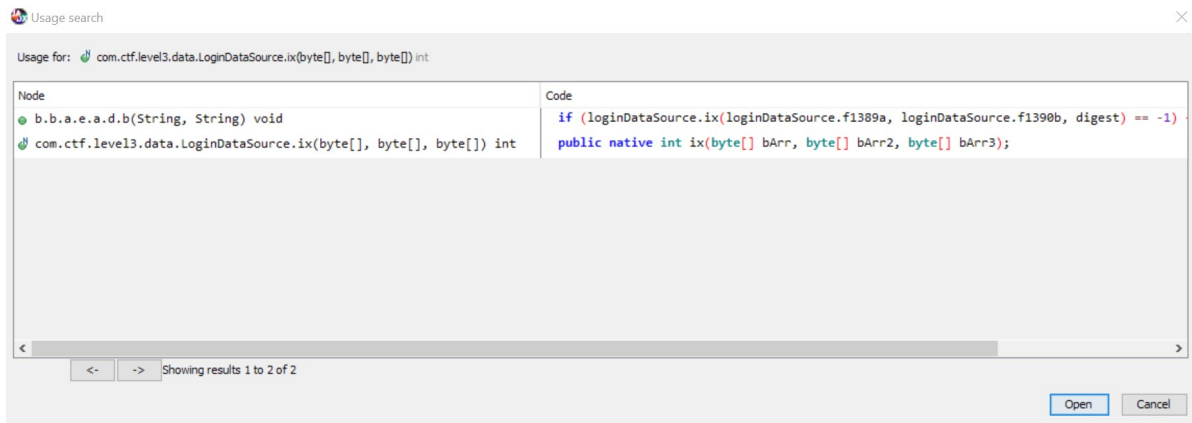 Usage search
Usage for: com.ctf.level3.data.LoginDataSource.ix(byte[], byte[], byte[]) int
Node Code
b.b.a.e.a.d.b(String, String) void if (loginDataSource.ix(loginDataSource.f1389a, loginDataSource.f1390b, digest) == -1)
com.ctf.level3.data.LoginDataSource.ix(byte[], byte[], byte[]) int public native int ix(byte[] bArr, byte[] bArr2, byte[] bArr3);
<- -> Showing results 1 to 2 of 2
Open Cancel